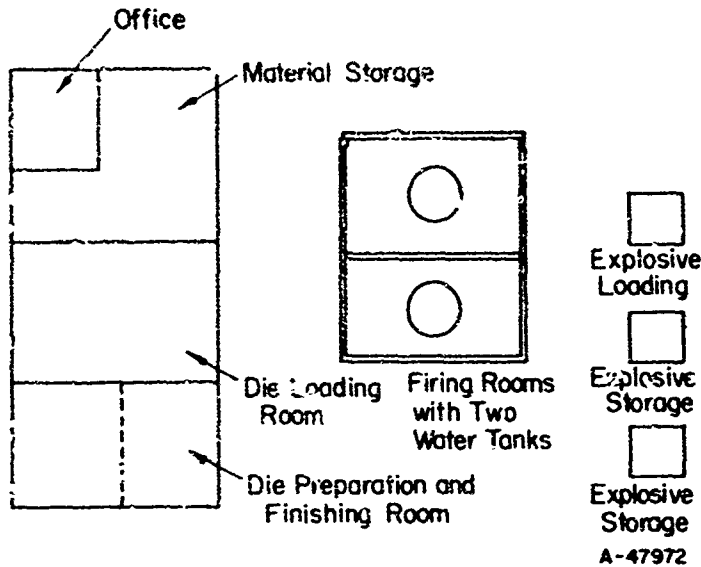 Office
Material Storage
Explosive
Loading
Die Loading
Room
Firing Rooms
with Two
Water Tanks
Explosive
Storage
Die Preparation and
Finishing Room
Explosive
Storage
A-47972